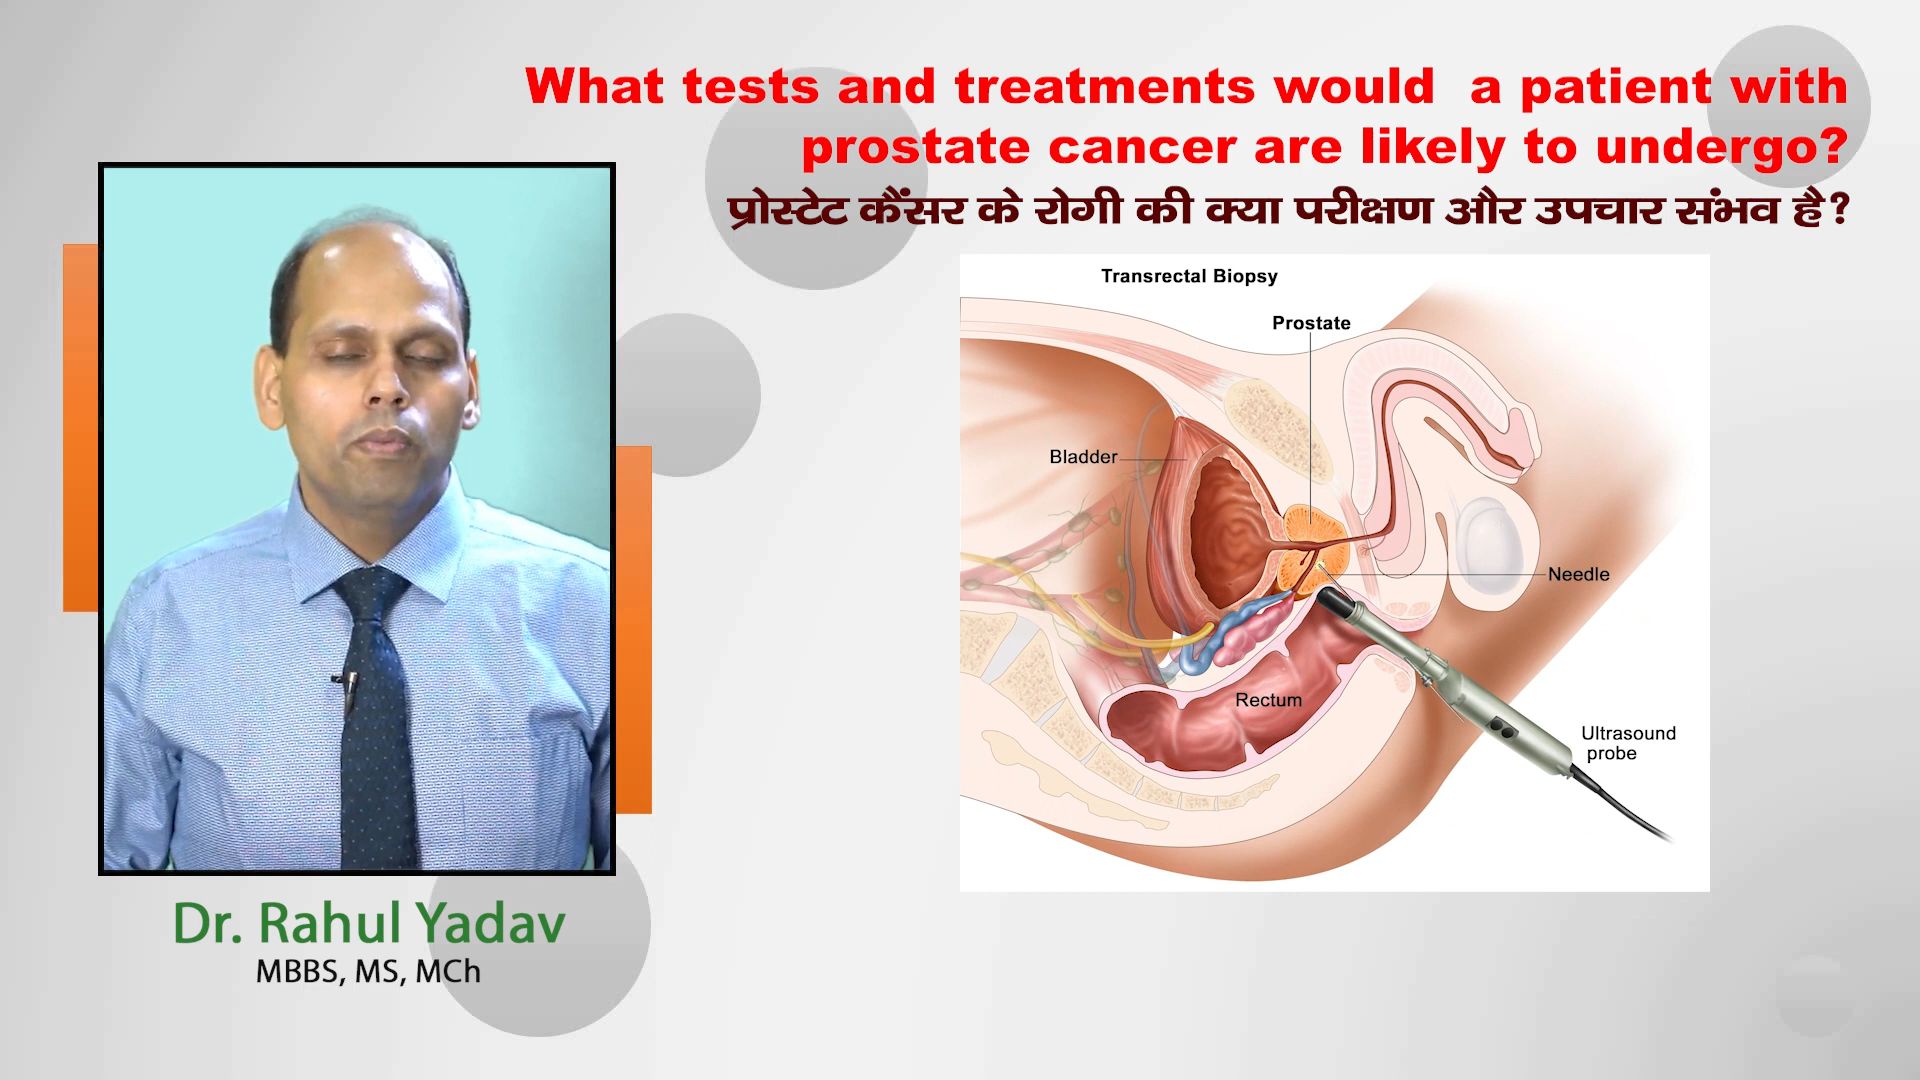 What tests and treatments would  a patient with
prostate cancer are likely to undergo?
प्रोस्टेट कैंसर के रोगी की क्या परीक्षण और उपचार संभव है?
Transrectal Biopsy
Prostate
Bladder
Needle
Rectum
Ultrasound
probe
Dr. Rahul Yadav
MBBS, MS, MCh